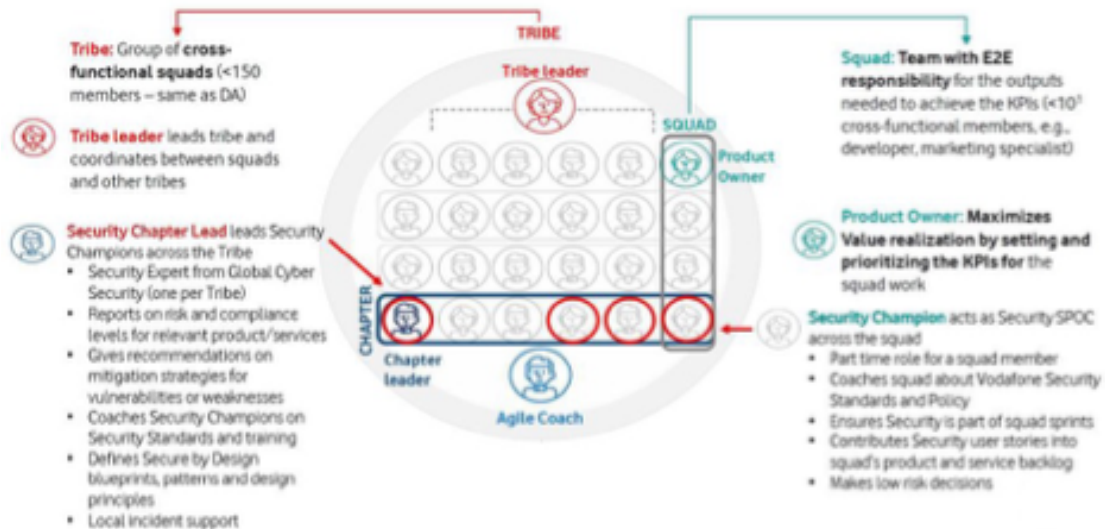 TRIBE
Tribe: Group of cross-
functional squads (<150
members – same as DA)
Tribe leader leads tribe and
coordinates between squads
and other tribes
Security Chapter Lead leads Security
Champions across the Tribe
• Security Expert from Global Cyber
Security (one per Tribe)
• Reports on risk and compliance
levels for relevant product/services
• Gives recommendations on
mitigation strategies for
vulnerabilities or weaknesses
• Coaches Security Champions on
Security Standards and training
• Defines Secure by Design
blueprints, patterns and design
principles
• Local incident support
Tribe leader
SQUAD
Product
Owner
CHAPTER
Chapter
leader
Agile Coach
Squad: Team with E2E
responsibility for the outputs
needed to achieve the KPIs (<10¹
cross-functional members, e.g.,
developer, marketing specialist)
Product Owner: Maximizes
Value realization by setting and
prioritizing the KPIs for the
squad work
Security Champion acts as Security SPOC
across the squad
• Part time role for a squad member
• Coaches squad about Vodafone Security
Standards and Policy
• Ensures Security is part of squad sprints
• Contributes Security user stories into
squad's product and service backlog
• Makes low risk decisions